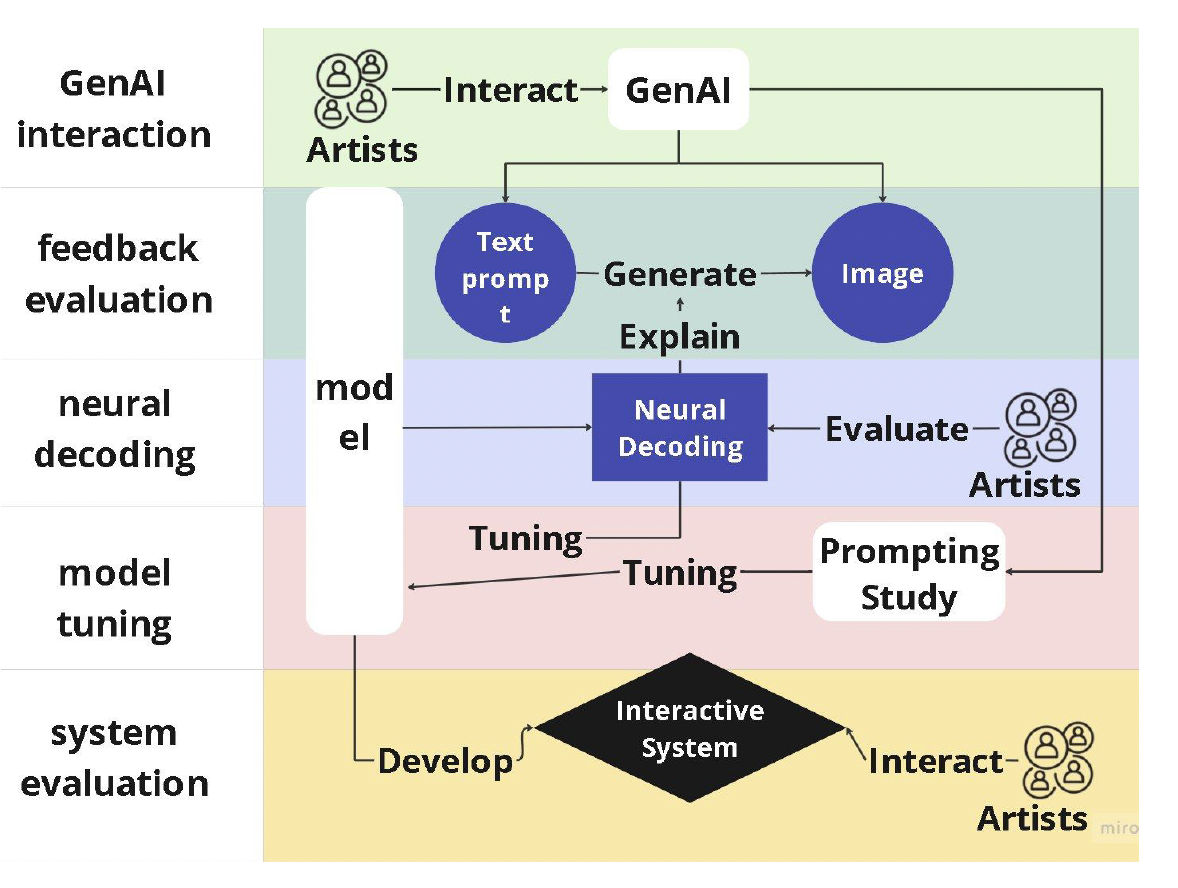 GenAI
interaction
Artists
Interact
GenAI
feedback
evaluation
Text
promp
t
Generate
Image
Explain
mod
el
neural
decoding
Neural
Decoding
Evaluate
Artists
model
tuning
Tuning
Tuning
Prompting
Study
system
evaluation
Develop
Interactive
System
Interact
Artists
miro